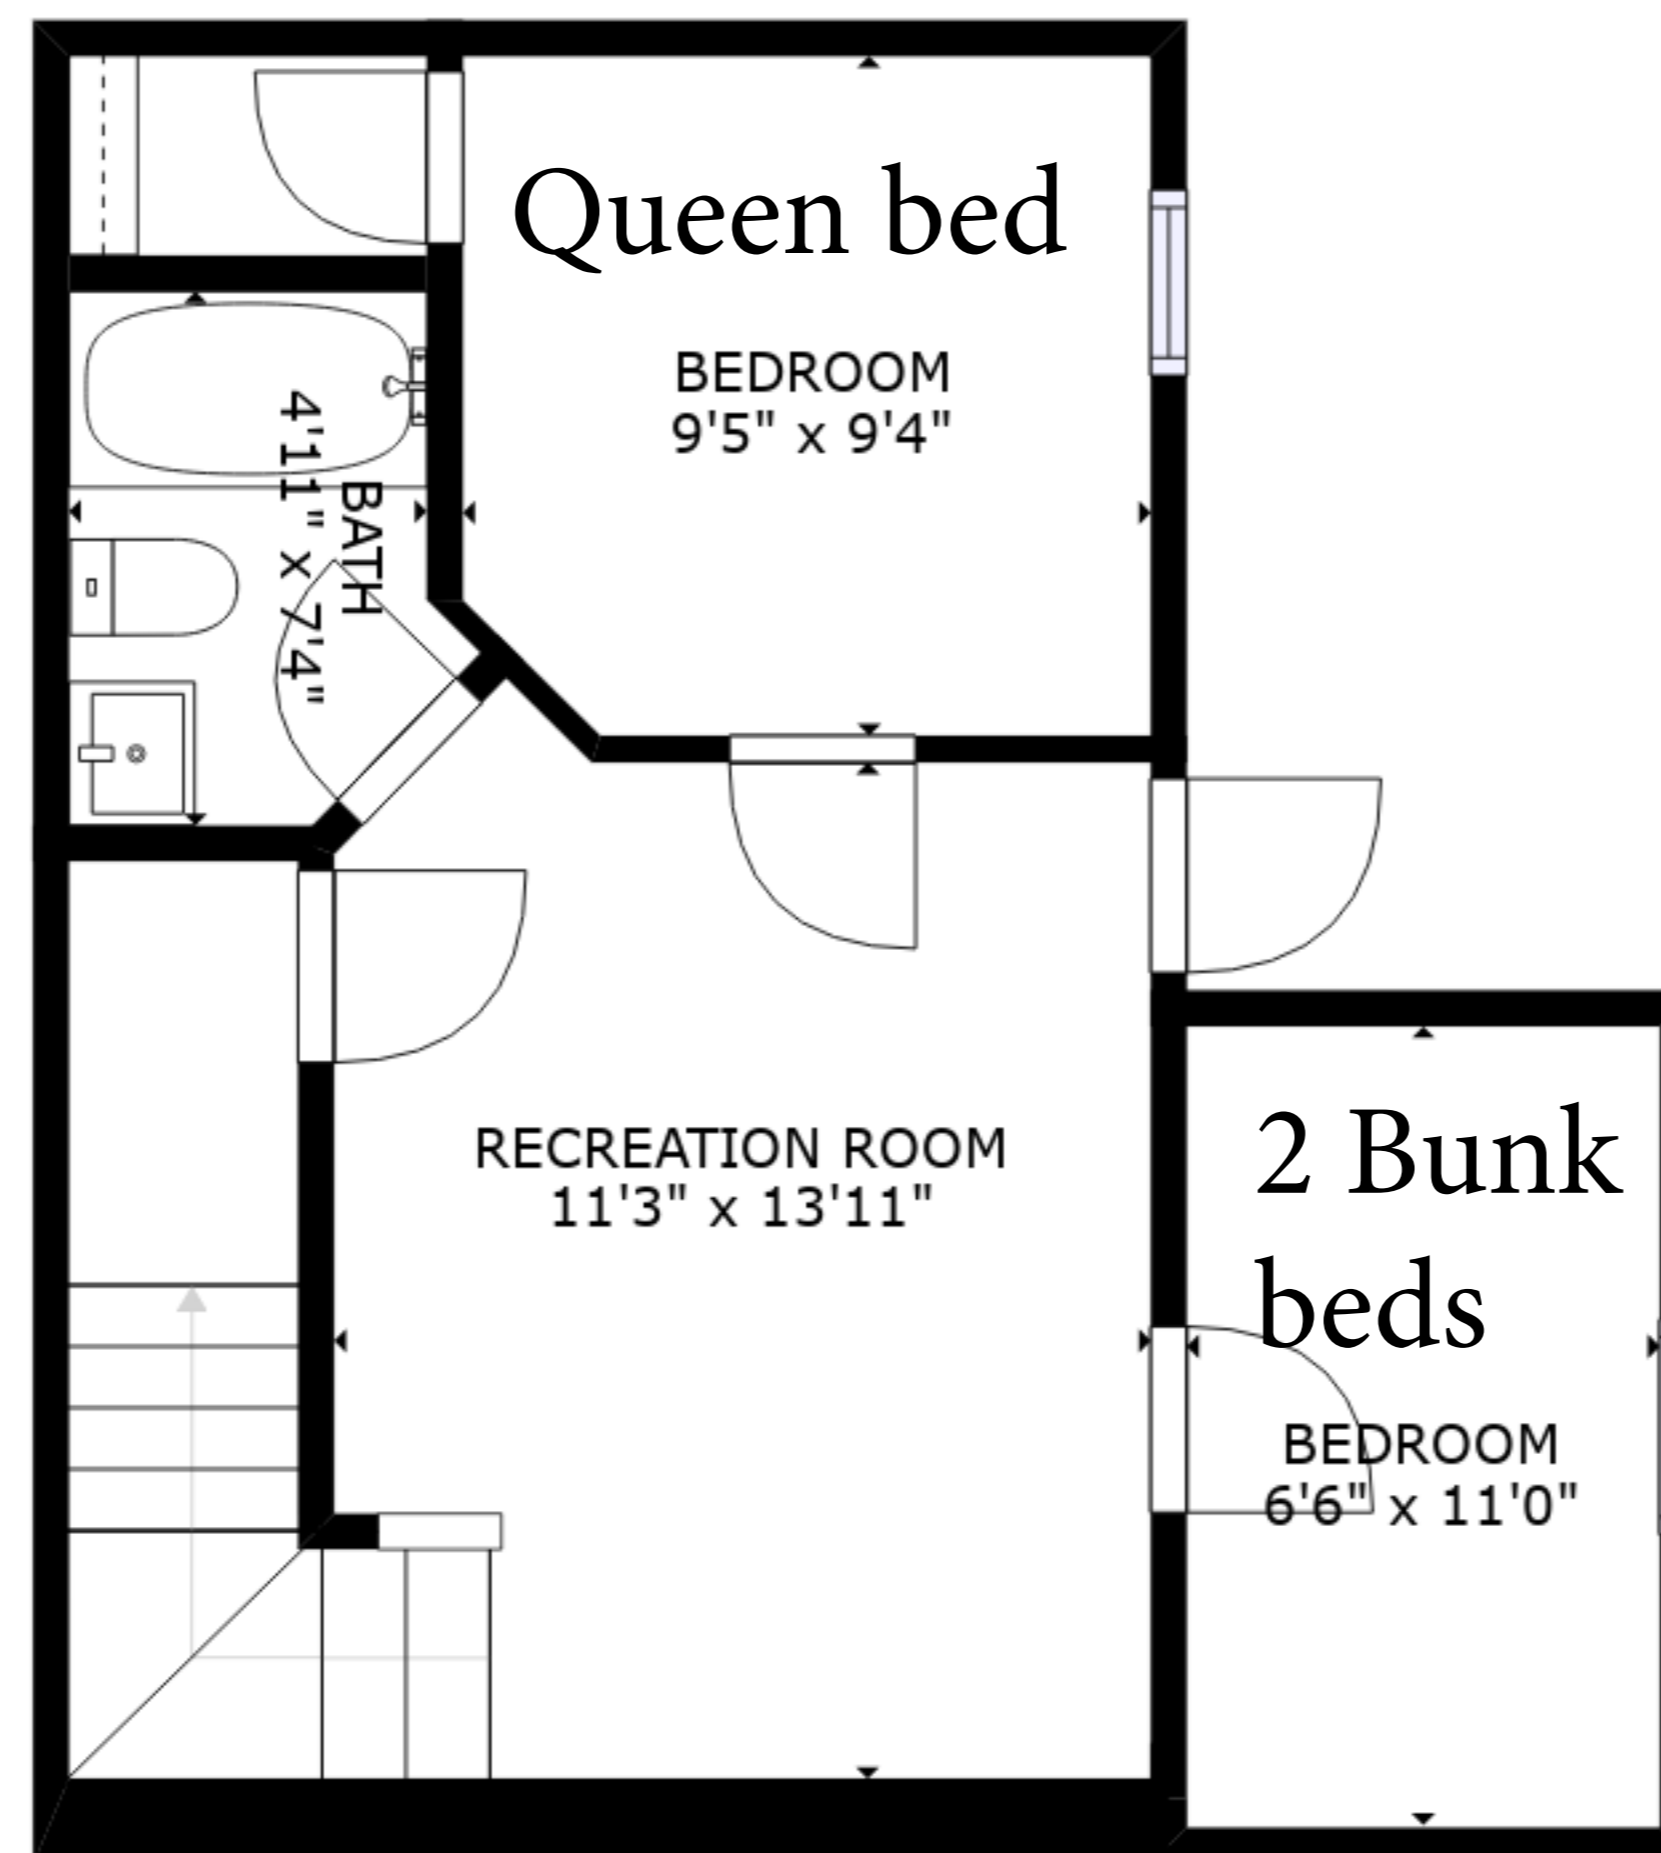 Queen bed
BEDROOM
9'5" x 9'4"
BATH
4'11" x 7'4"
RECREATION ROOM
11'3" x 13'11"
2 Bunk
beds
BEDROOM
6'6" x 11'0"